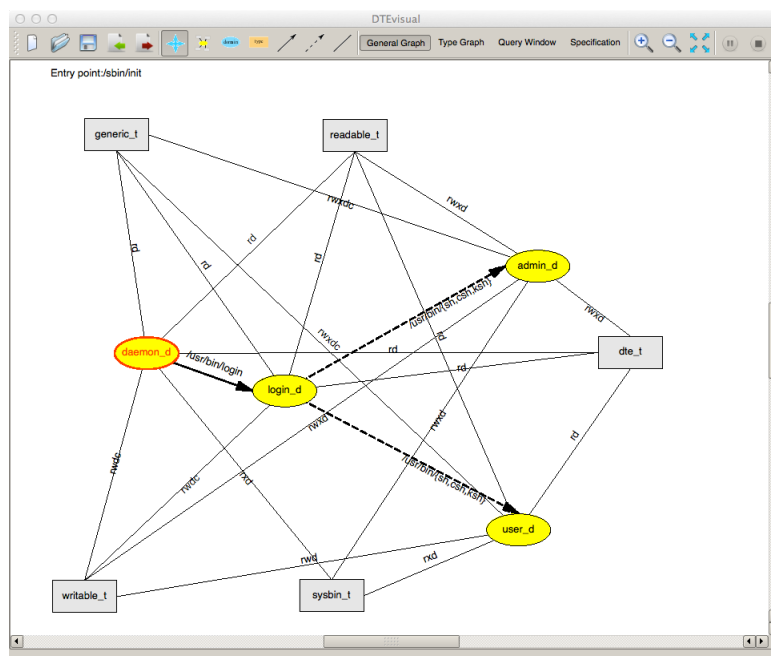 DTEvisual
domain type General Graph Type Graph Query Window Specification
Entry point:/sbin/init
generic_t
readable_t
rwxdc
rwxd
rd
rd
rd
rd
admin_d
/usr/bin/{sh,csh,ksh}
rwxd
rwxdc
rd
daemon_d
rd
dte_t
/usr/bin/login
rd
login_d
rwxd
rwxd
rd
rwdc
/usr/bin/{sh,csh,ksh}
rwdc
rxd
user_d
rwd
rxd
writable_t
sysbin_t